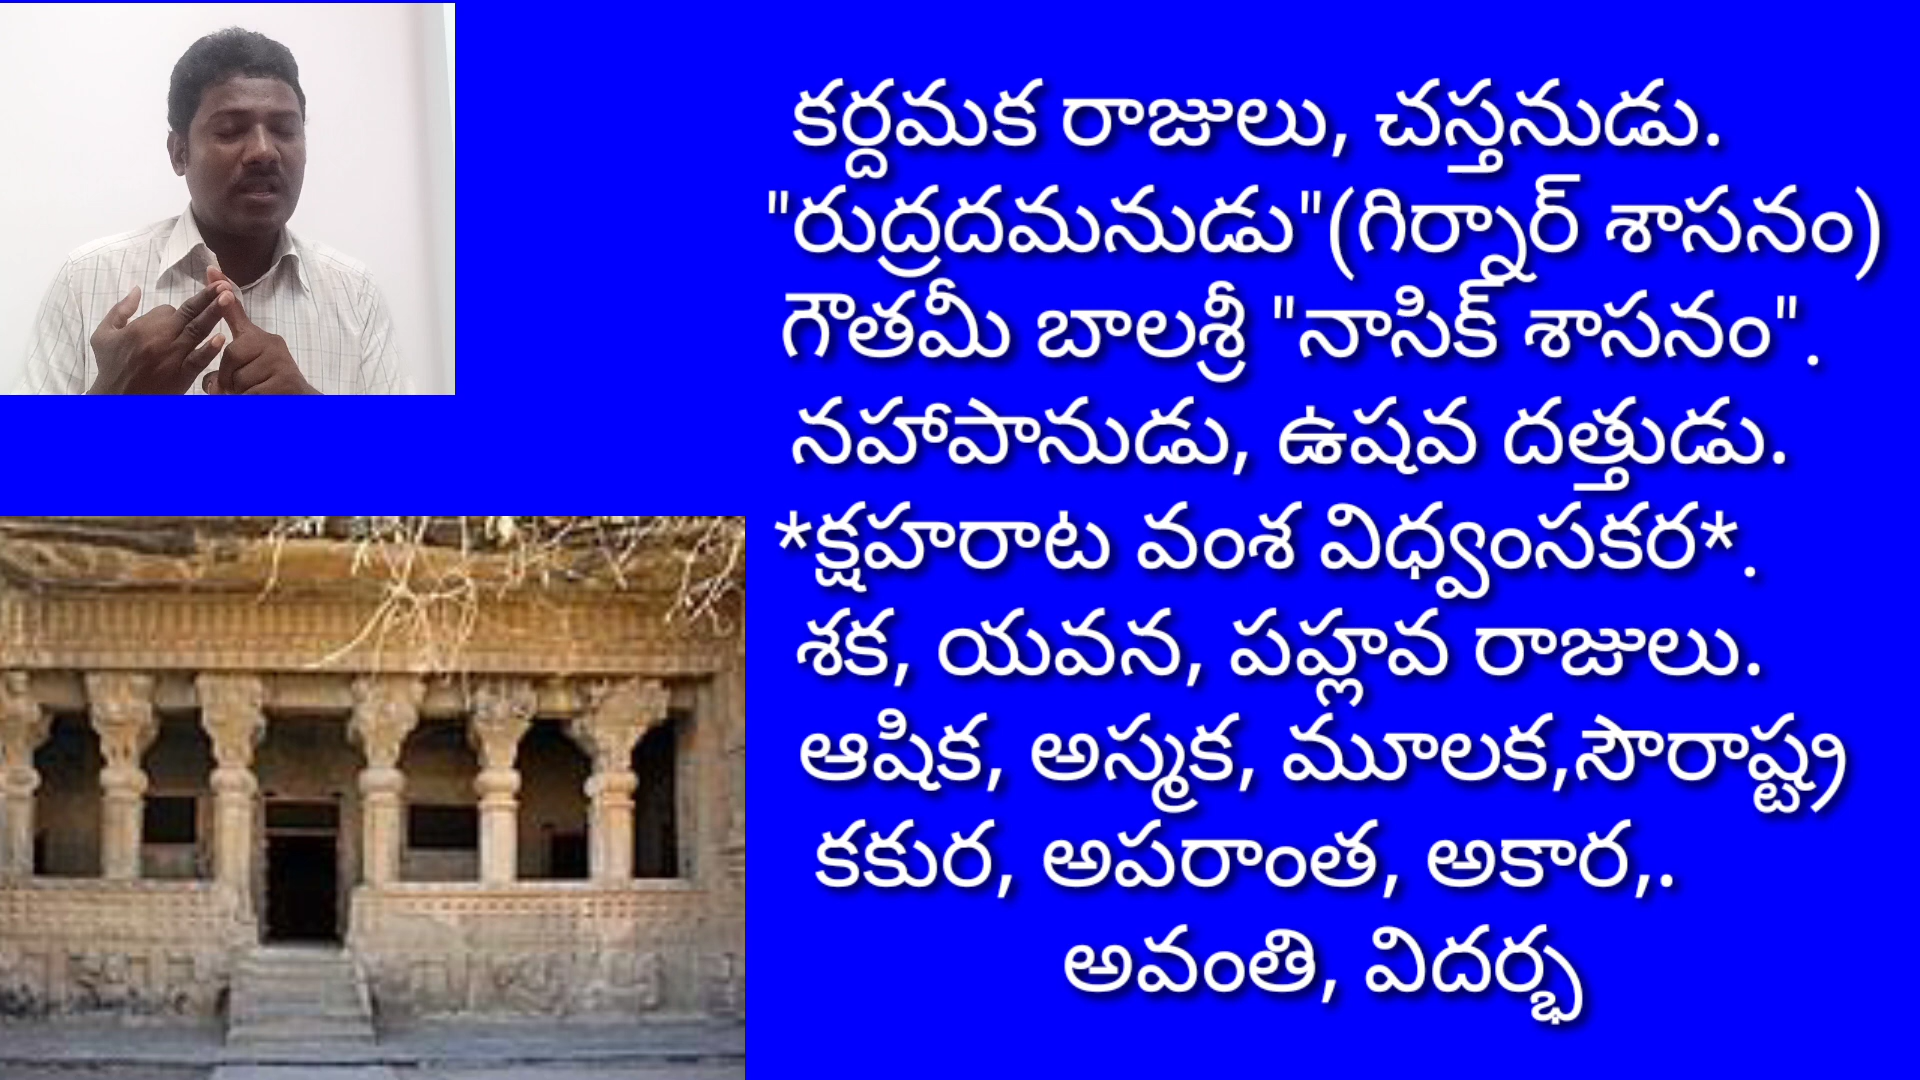 కర్దమక రాజులు, చస్తనుడు.
"రుద్రదమనుడు"(గిర్నార్ శాసనం)
గౌతమీ బాలశ్రీ "నాసిక్ శాసనం".
నహాపానుడు, ఉషవ దత్తుడు.
*క్షహరాట వంశ విధ్వంసకర*.
శక, యవన, పహ్లవ రాజులు.
ఆషిక, అస్మక, మూలక,సౌరాష్ట్ర
కకుర, అపరాంత, అకార,.
అవంతి, విదర్భ